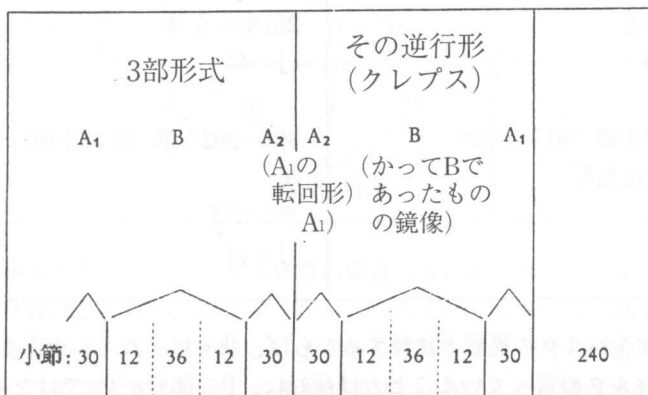 3部形式
その逆行形
(クレプス)
A₁ B A₂ A₂ B A₁
(A₁の
転回形)
A₁)
(かってBで
あったもの
の鏡像)
小節: 30 12 36 12 30 30 12 36 12 30 240